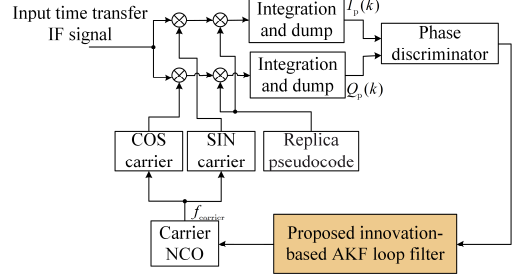 Input time transfer
IF signal
Integration
and dump
I_p(k)
Phase
discriminator
Integration
and dump
Q_p(k)
COS
carrier
SIN
carrier
Replica
pseudocode
f_carrier
Carrier
NCO
Proposed innovation-
based AKF loop filter